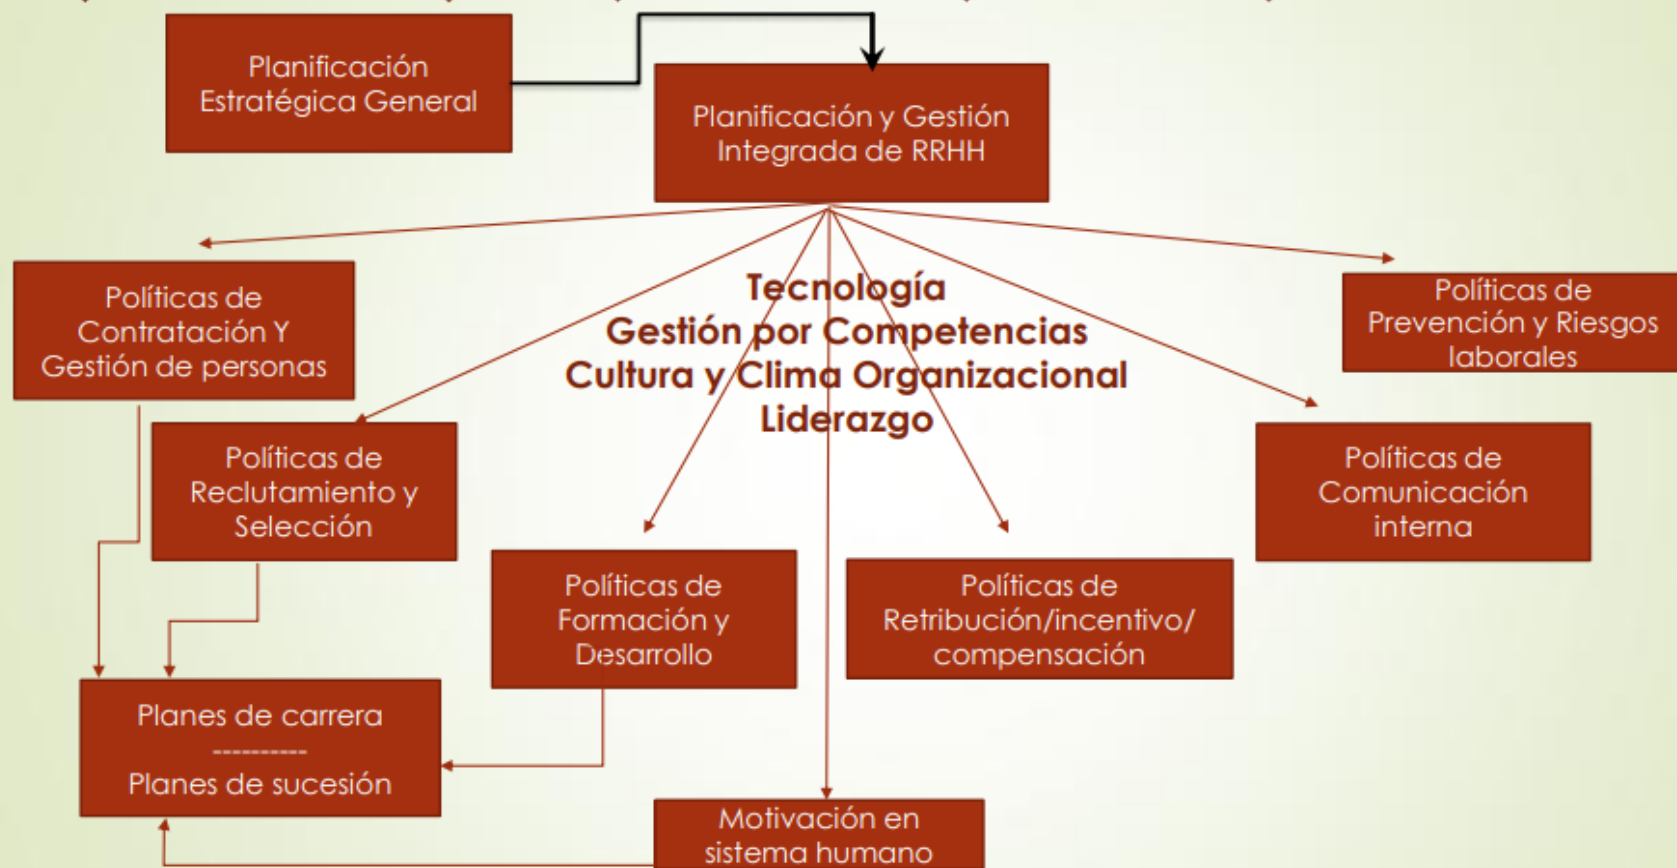 Planificación
Estratégica General
Planificación y Gestión
Integrada de RRHH
Políticas de
Contratación Y
Gestión de personas
Tecnología
Gestión por Competencias
Cultura y Clima Organizacional
Liderazgo
Políticas de
Prevención y Riesgos
laborales
Políticas de
Reclutamiento y
Selección
Políticas de
Comunicación
interna
Políticas de
Formación y
Desarrollo
Políticas de
Retribución/incentivo/
compensación
Planes de carrera
----------
Planes de sucesión
Motivación en
sistema humano